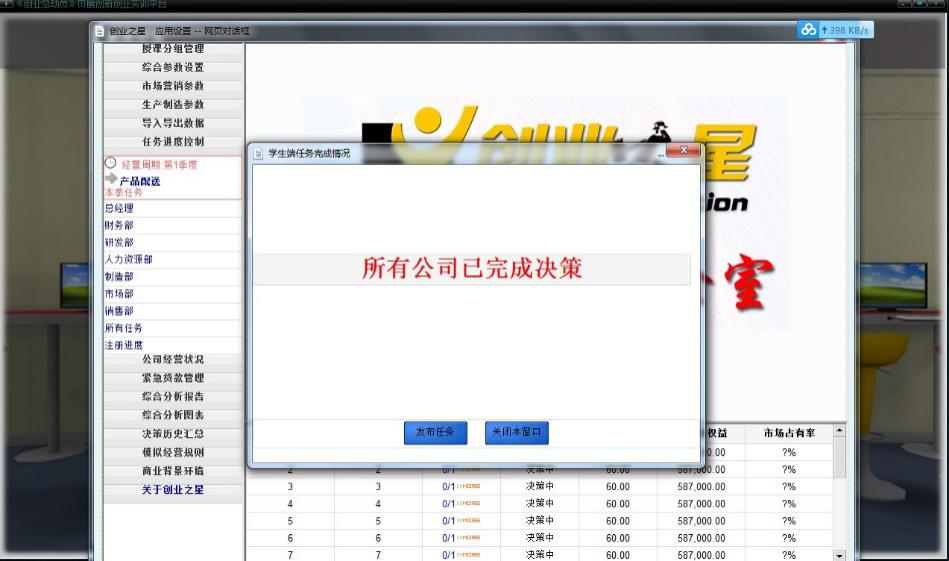 《创业总动员》贝腾创新创业实训平台
创业之星 应用设置 -- 网页对话框
398 KB/s
授课分组管理
综合参数设置
市场营销参数
生产制造参数
导入导出数据
任务进度控制
经营周期:第1季度
产品配送
本季任务
总经理
财务部
研发部
人力资源部
制造部
市场部
销售部
所有任务
注册进度
公司经营状况
紧急贷款管理
综合分析报告
综合分析图表
决策历史汇总
模拟经营规则
商业背景环境
关于创业之星
创业 星
ion
室
学生端任务完成情况
所有公司已完成决策
发布任务 关闭本窗口
权益 市场占有率
0.00 ?%
2 2 0/1>>MORE 决策中 60.00 587,000.00 ?%
3 3 0/1>>MORE 决策中 60.00 587,000.00 ?%
4 4 0/1>>MORE 决策中 60.00 587,000.00 ?%
5 5 0/1>>MORE 决策中 60.00 587,000.00 ?%
6 6 0/1>>MORE 决策中 60.00 587,000.00 ?%
7 7 0/1>>MORE 决策中 60.00 587,000.00 ?%